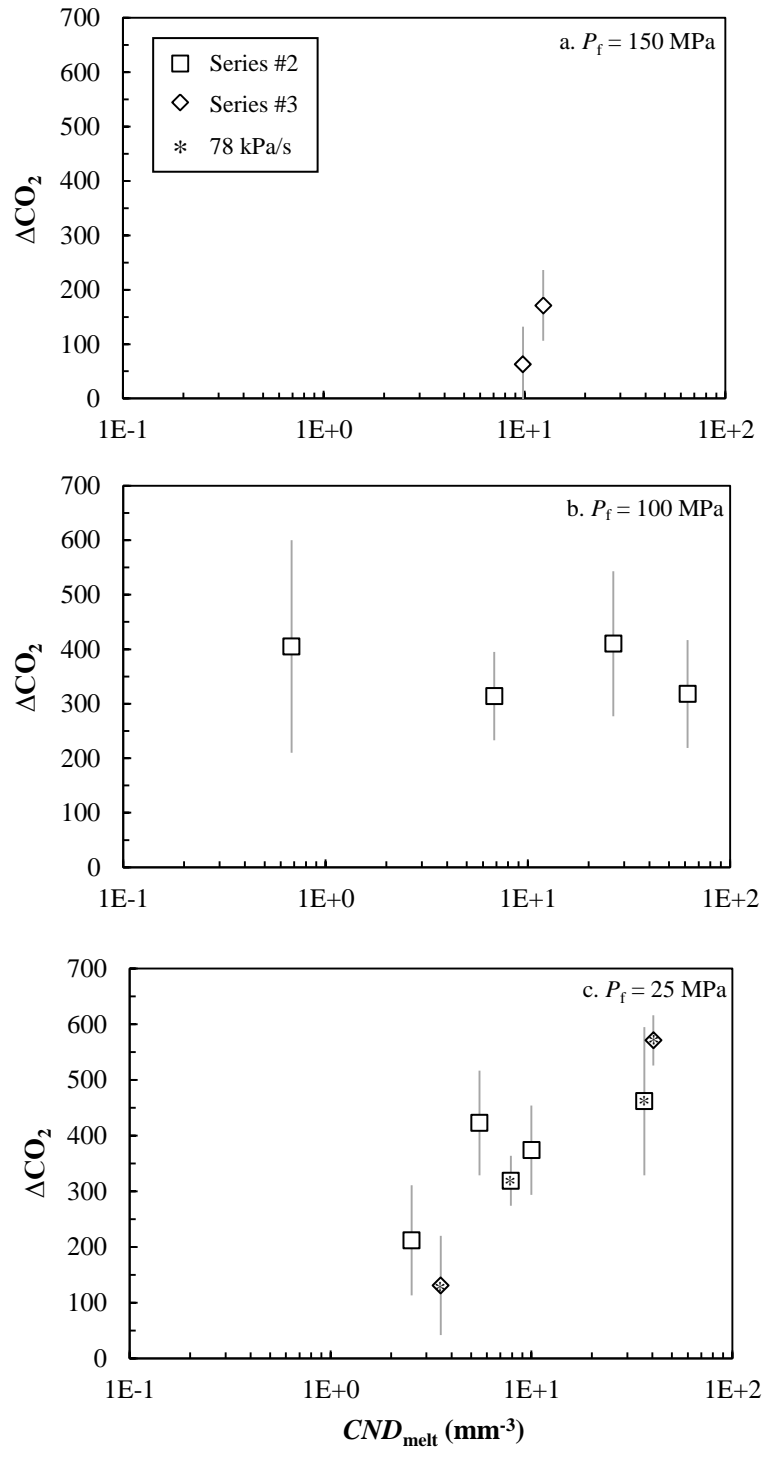 700
a. Pf = 150 MPa
Series #2
600
Series #3
500
* 78 kPa/s
400
ΔCO2
300
200
100
0
1E-1 1E+0 1E+1 1E+2
700
b. Pf = 100 MPa
600
500
400
ΔCO2
300
200
100
0
1E-1 1E+0 1E+1 1E+2
700
c. Pf = 25 MPa
600
500
400
ΔCO2
300
200
100
0
1E-1 1E+0 1E+1 1E+2
CNDmelt (mm-3)